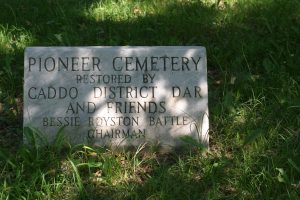 PIONEER CEMETERY
RESTORED BY
CADDO DISTRICT DAR
AND FRIENDS
BESSIE ROYSTON BATTLE
CHAIRMAN